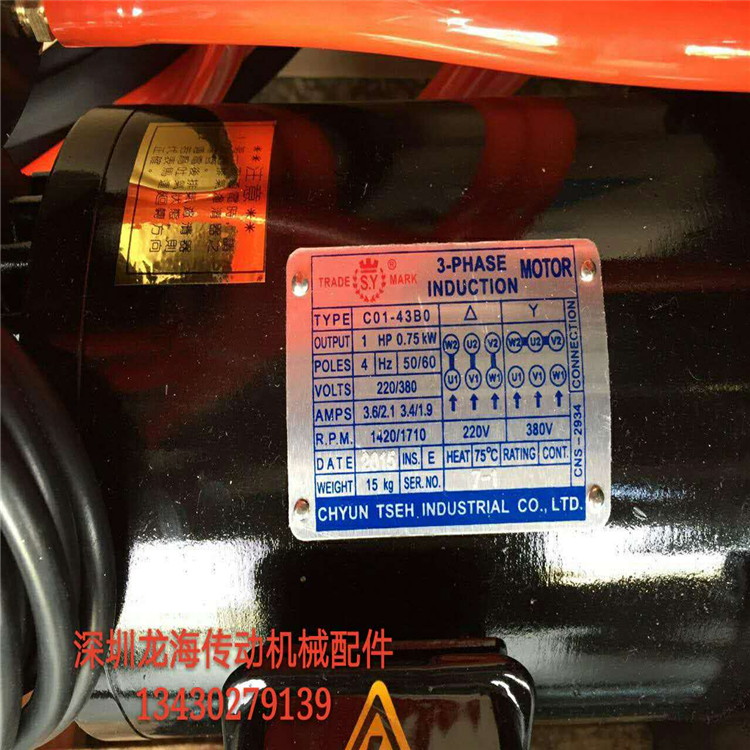 **注意**
TRADE S.Y ® MARK
3-PHASE INDUCTION MOTOR
TYPE C01-43B0 △ Y
OUTPUT 1 HP 0.75 kW
POLES 4 Hz 50/60
VOLTS 220/380
AMPS 3.6/2.1 3.4/1.9
W2 U2 V2 W2 U2 V2
U1 V1 W1 U1 V1 W1
R.P.M. 1420/1710 220V 380V
DATE 2015 INS. E HEAT 75°C RATING CONT.
WEIGHT 15 kg SER.NO. 7-1
CNS-2934 CONNECTION
CHYUN TSEH INDUSTRIAL CO., LTD.
深圳龙海传动机械配件
13430279139